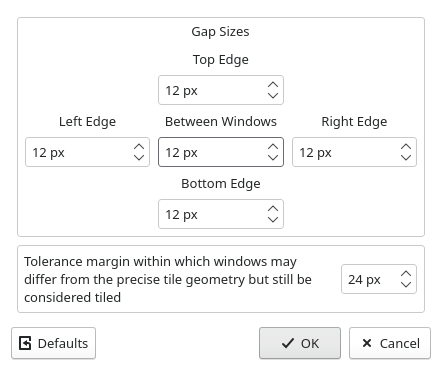 Gap Sizes
Top Edge
12 px
Left Edge
Between Windows
Right Edge
12 px
12 px
12 px
Bottom Edge
12 px
Tolerance margin within which windows may
differ from the precise tile geometry but still be
considered tiled
24 px
Defaults
OK
Cancel